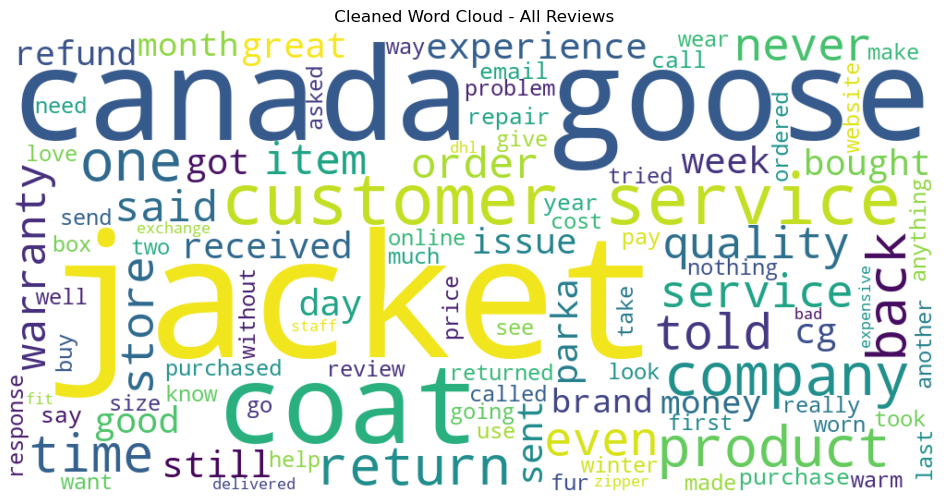 Cleaned Word Cloud - All Reviews
refund month great way experience wear never make
canada goose
need asked email problem call website
repair
love one got item dhl give order week tried ordered bought
warranty send said customer service year cost anything
exchange
box two received online much issue pay quality nothing
well store without day price staff see parka take service told bad cg expensive back
jacket
buy purchased review returned look company another
response fit say size know go coat called going use sent brand money first really worn took last
good
time still help return even product
want delivered fur winter zipper made purchase warm